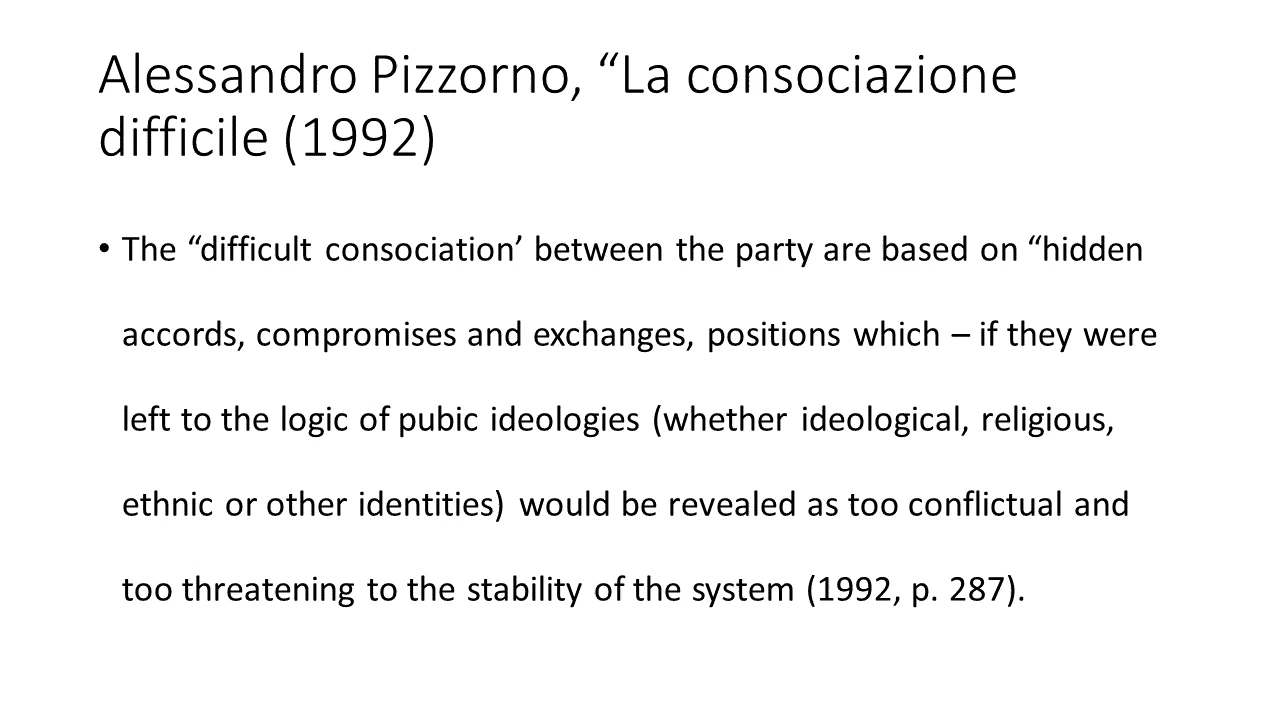 Alessandro Pizzorno, “La consociazione
difficile (1992)
• The “difficult consociation’ between the party are based on “hidden
accords, compromises and exchanges, positions which – if they were
left to the logic of pubic ideologies (whether ideological, religious,
ethnic or other identities) would be revealed as too conflictual and
too threatening to the stability of the system (1992, p. 287).